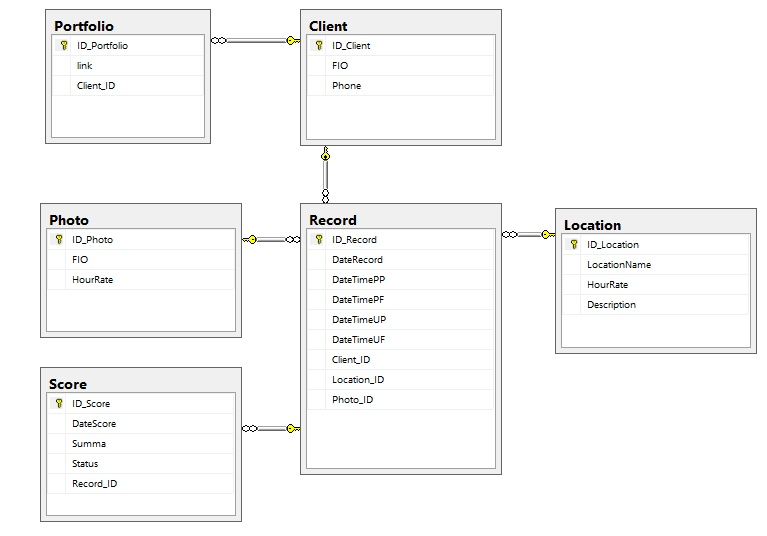 Portfolio
ID_Portfolio
link
Client_ID
Client
ID_Client
FIO
Phone
Photo
ID_Photo
FIO
HourRate
Record
ID_Record
DateRecord
DateTimePP
DateTimePF
DateTimeUP
DateTimeUF
Client_ID
Location_ID
Photo_ID
Location
ID_Location
LocationName
HourRate
Description
Score
ID_Score
DateScore
Summa
Status
Record_ID